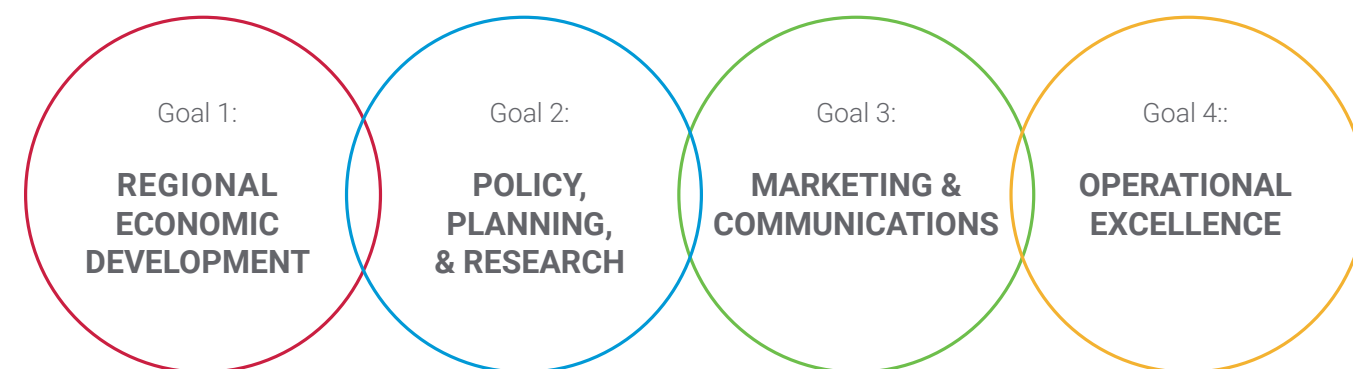 Goal 1:
REGIONAL
ECONOMIC
DEVELOPMENT
Goal 2:
POLICY,
PLANNING,
& RESEARCH
Goal 3:
MARKETING &
COMMUNICATIONS
Goal 4::
OPERATIONAL
EXCELLENCE